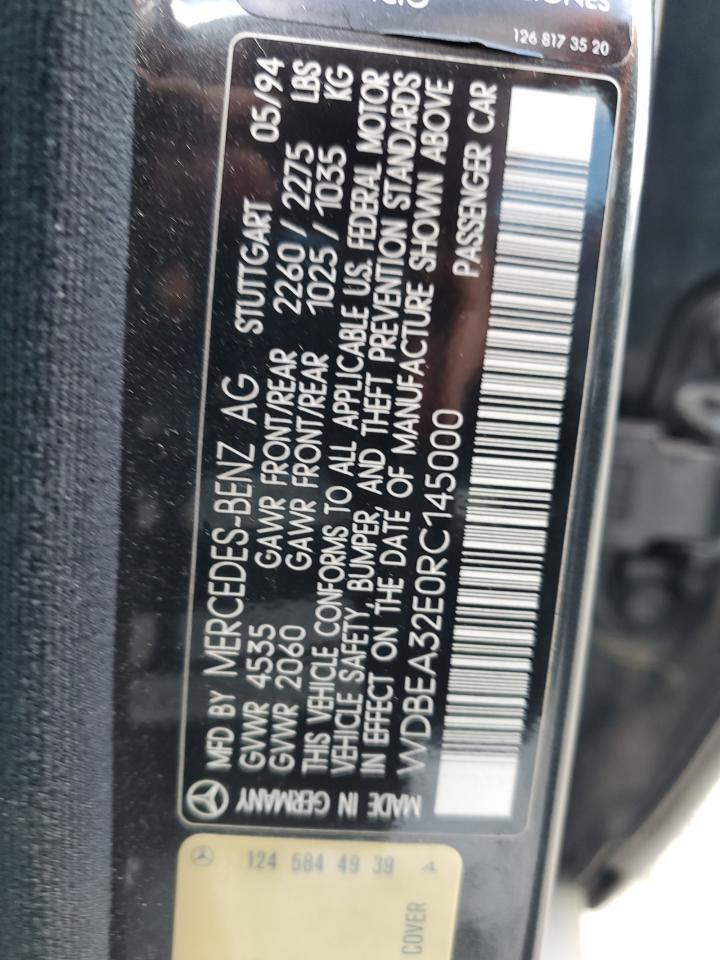 126 817 35 20
MFD BY MERCEDES-BENZ AG STUTTGART 05/94
GVWR 4535 GAWR FRONT/REAR 2260 / 2275 LBS
GVWR 2060 GAWR FRONT/REAR 1025 / 1035 KG
THIS VEHICLE CONFORMS TO ALL APPLICABLE U.S. FEDERAL MOTOR
VEHICLE SAFETY, BUMPER, AND THEFT PREVENTION STANDARDS
IN EFFECT ON THE DATE OF MANUFACTURE SHOWN ABOVE
WDBEA32E0RC145000 PASSENGER CAR
MADE IN GERMANY
124 584 49 39
COVER